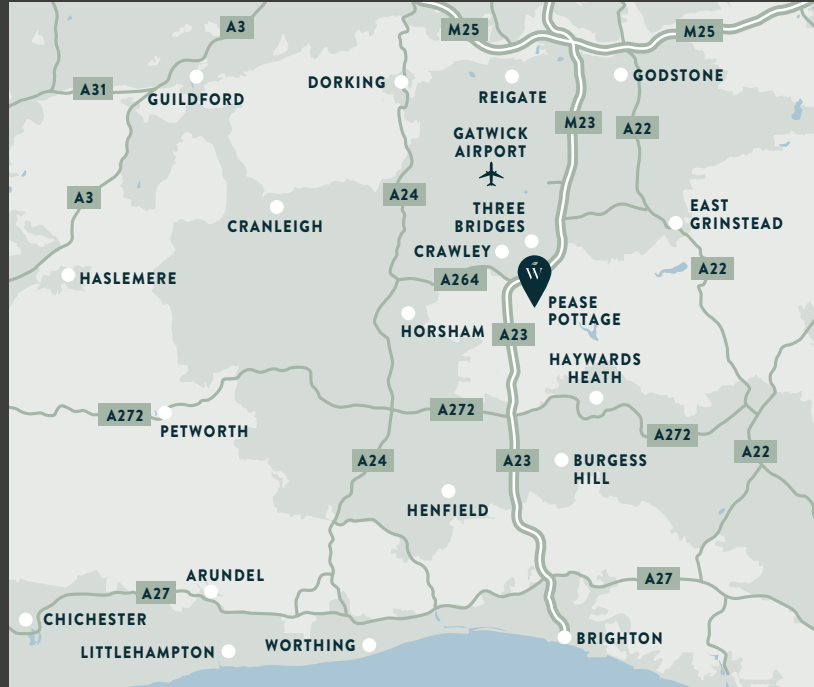 A3
M25
M25
DORKING
GODSTONE
A31
GUILDFORD
REIGATE
M23
A22
GATWICK
AIRPORT
A3
A24
THREE
BRIDGES
EAST
GRINSTEAD
CRANLEIGH
CRAWLEY
W
A22
HASLEMERE
A264
PEASE
POTTAGE
HORSHAM
A23
HAYWARDS
HEATH
A272
A272
PETWORTH
A272
A22
A24
A23
BURGESS
HILL
HENFIELD
ARUNDEL
A27
A27
CHICHESTER
LITTLEHAMPTON
WORTHING
BRIGHTON